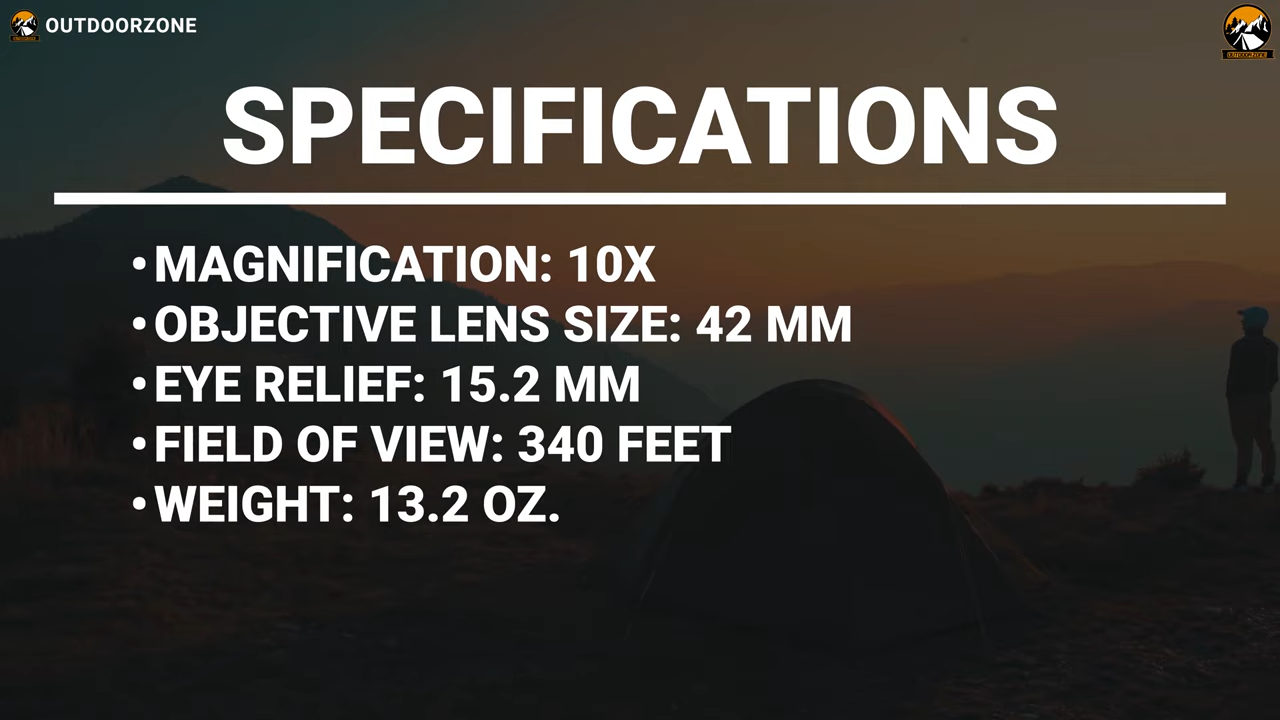 OUTDOORZONE
OUTDOORZONE
SPECIFICATIONS
•MAGNIFICATION: 10X
•OBJECTIVE LENS SIZE: 42 MM
•EYE RELIEF: 15.2 MM
•FIELD OF VIEW: 340 FEET
•WEIGHT: 13.2 OZ.